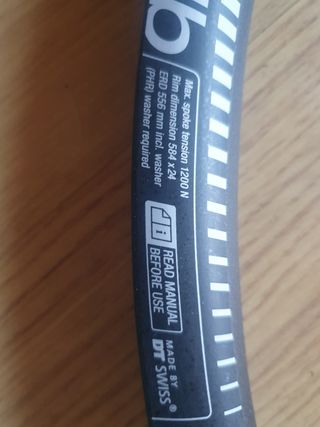 Max. spoke tension 1200 N
Rim dimension 584 x 24
ERD 556 mm incl. washer
(PHR) washer required
READ MANUAL
BEFORE USE
MADE BY
DT SWISS®